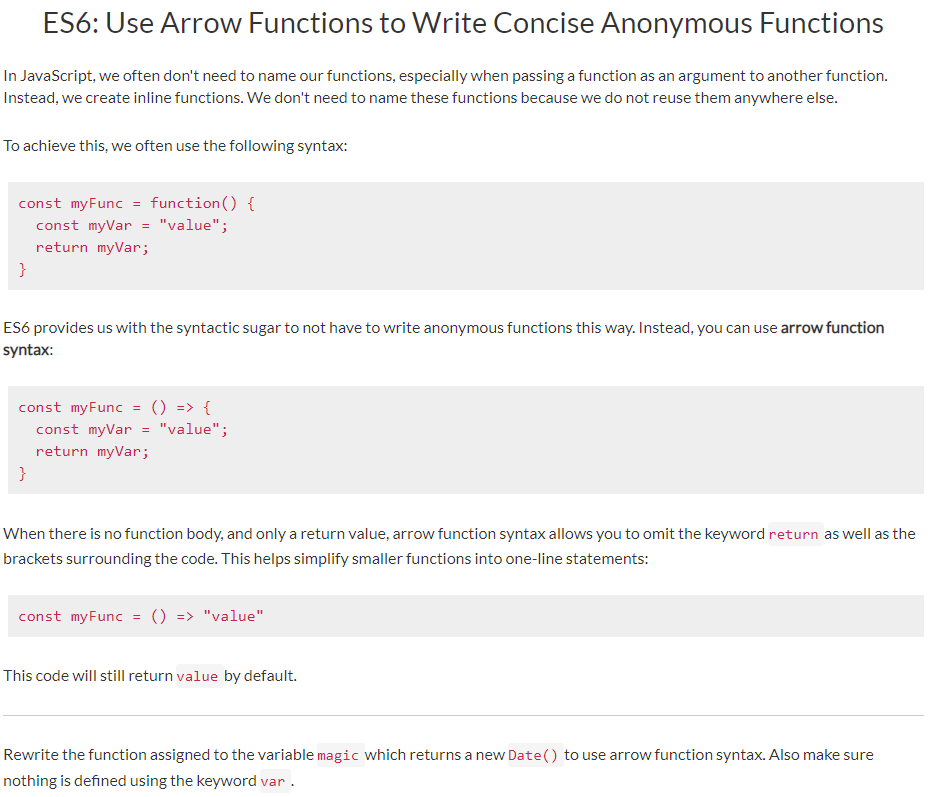 ES6: Use Arrow Functions to Write Concise Anonymous Functions
In JavaScript, we often don't need to name our functions, especially when passing a function as an argument to another function.
Instead, we create inline functions. We don't need to name these functions because we do not reuse them anywhere else.
To achieve this, we often use the following syntax:
const myFunc = function() {
  const myVar = "value";
  return myVar;
}
ES6 provides us with the syntactic sugar to not have to write anonymous functions this way. Instead, you can use arrow function
syntax:
const myFunc = () => {
  const myVar = "value";
  return myVar;
}
When there is no function body, and only a return value, arrow function syntax allows you to omit the keyword return as well as the
brackets surrounding the code. This helps simplify smaller functions into one-line statements:
const myFunc = () => "value"
This code will still return value by default.
Rewrite the function assigned to the variable magic which returns a new Date() to use arrow function syntax. Also make sure
nothing is defined using the keyword var .